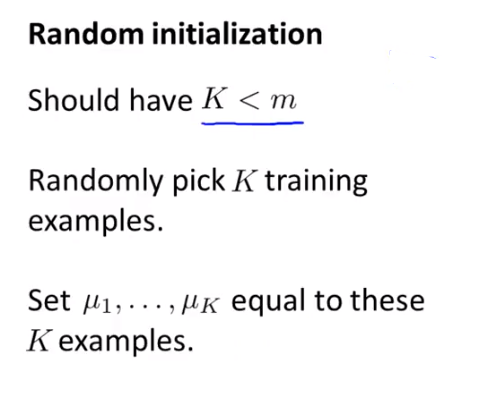 Random initialization
Should have K < m
Randomly pick K training
examples.
Set μ1, . . . , μK equal to these
K examples.